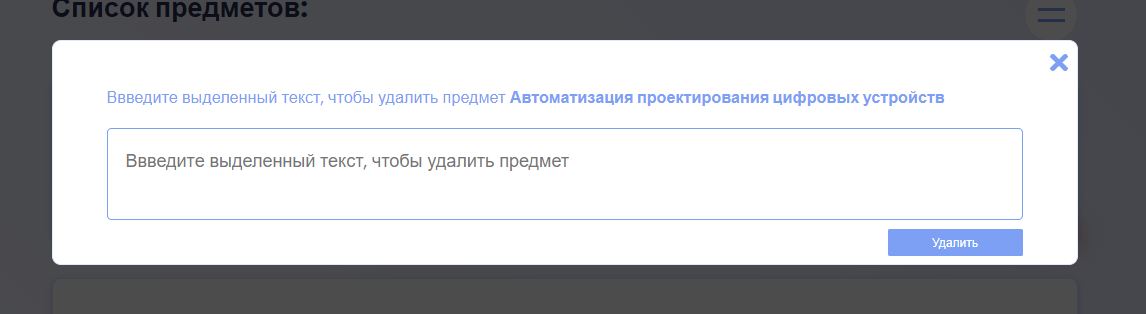 Список предметов:
Ввведите выделенный текст, чтобы удалить предмет Автоматизация проектирования цифровых устройств
Ввведите выделенный текст, чтобы удалить предмет
Удалить